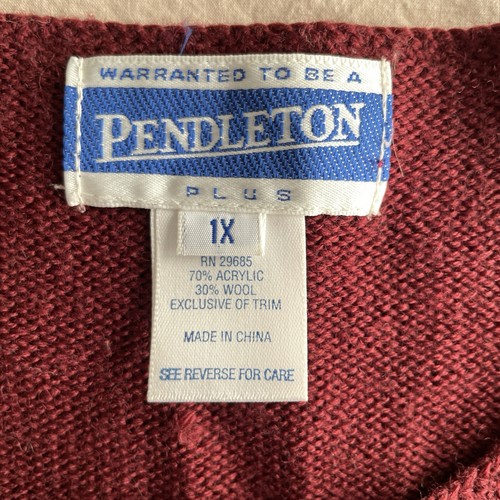 WARRANTED TO BE A
PENDLETON
PLUS
1X
RN 29685
70% ACRYLIC
30% WOOL
EXCLUSIVE OF TRIM
MADE IN CHINA
SEE REVERSE FOR CARE